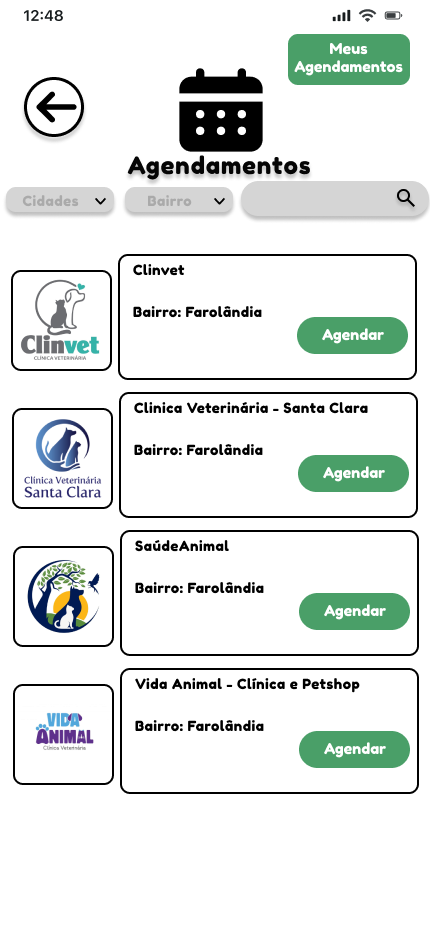 12:48
Meus
Agendamentos
Agendamentos
Cidades
Bairro
Clinvet
CLÍNICA VETERINÁRIA
Clinvet
Bairro: Farolândia
Agendar
Clínica Veterinária
Santa Clara
Clinica Veterinária - Santa Clara
Bairro: Farolândia
Agendar
SaúdeAnimal
Bairro: Farolândia
Agendar
VIDA
ANIMAL
Clínica Veterinária
Vida Animal - Clínica e Petshop
Bairro: Farolândia
Agendar